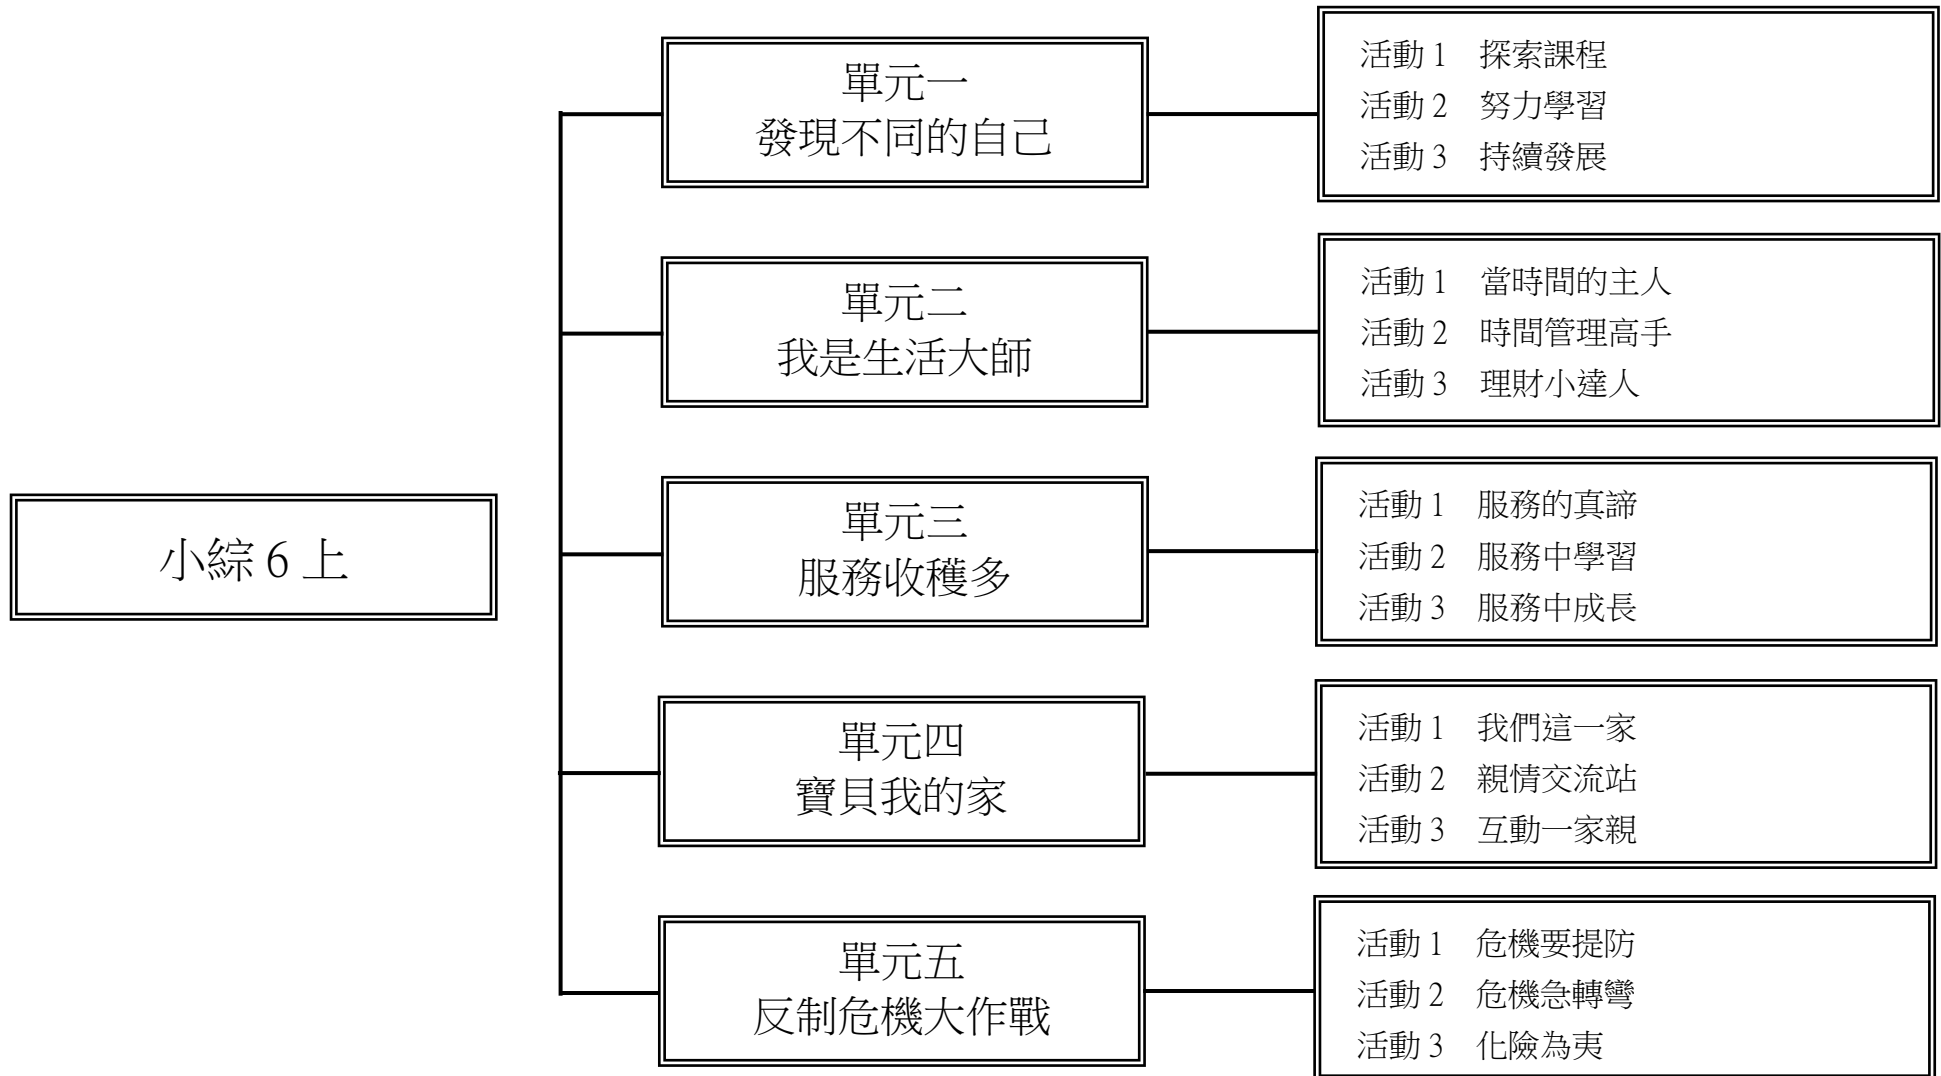 小綜 6 上
單元一
發現不同的自己
活動 1　探索課程
活動 2　努力學習
活動 3　持續發展
單元二
我是生活大師
活動 1　當時間的主人
活動 2　時間管理高手
活動 3　理財小達人
單元三
服務收穫多
活動 1　服務的真諦
活動 2　服務中學習
活動 3　服務中成長
單元四
寶貝我的家
活動 1　我們這一家
活動 2　親情交流站
活動 3　互動一家親
單元五
反制危機大作戰
活動 1　危機要提防
活動 2　危機急轉彎
活動 3　化險為夷